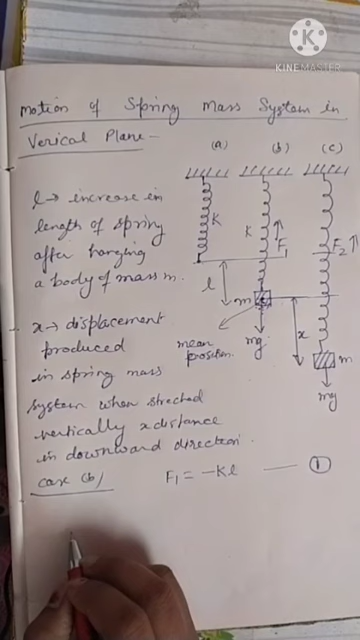 KINEMASTER
Motion of Spring Mass System in
Verical Plane -
(a) (b) (c)
l → increase in
length of spring
after hanging
a body of mass m.
K
K
F₁
F₂
l
m
mean
prosition.
mg
x
m
mg
x → displacement
produced
in spring mass
system when streched
vertically x distance
in downward direction.
case (b)
F₁ = -Kl — ①